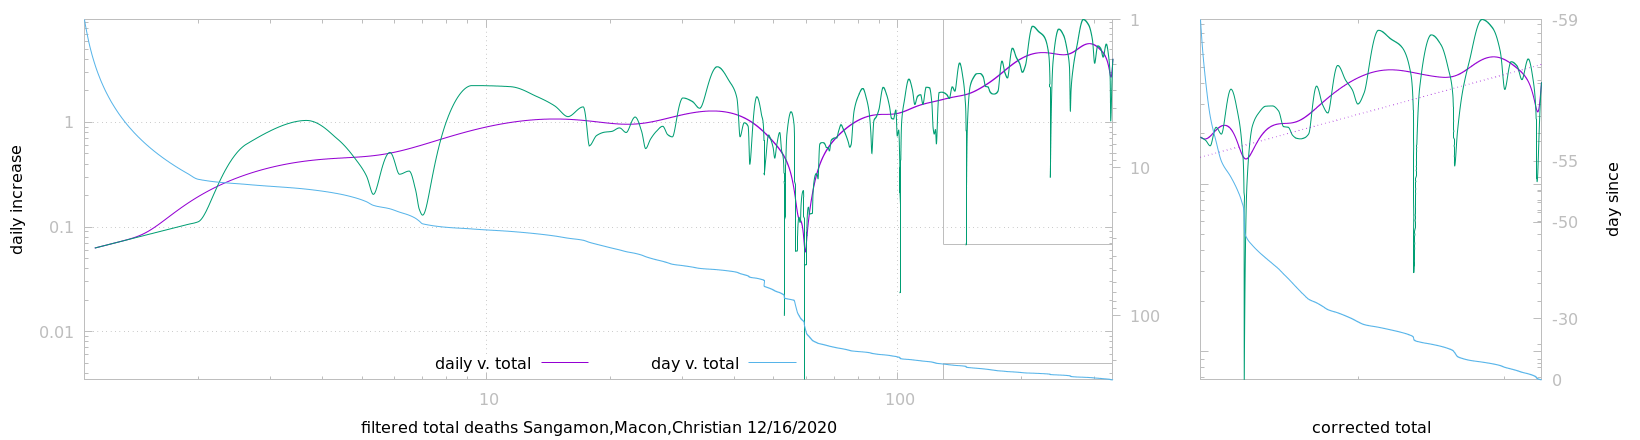 1
-59
1
10
-55
daily increase
day since
0.1
-50
100
-30
0.01
daily v. total
day v. total
0
10
100
filtered total deaths Sangamon,Macon,Christian 12/16/2020
corrected total